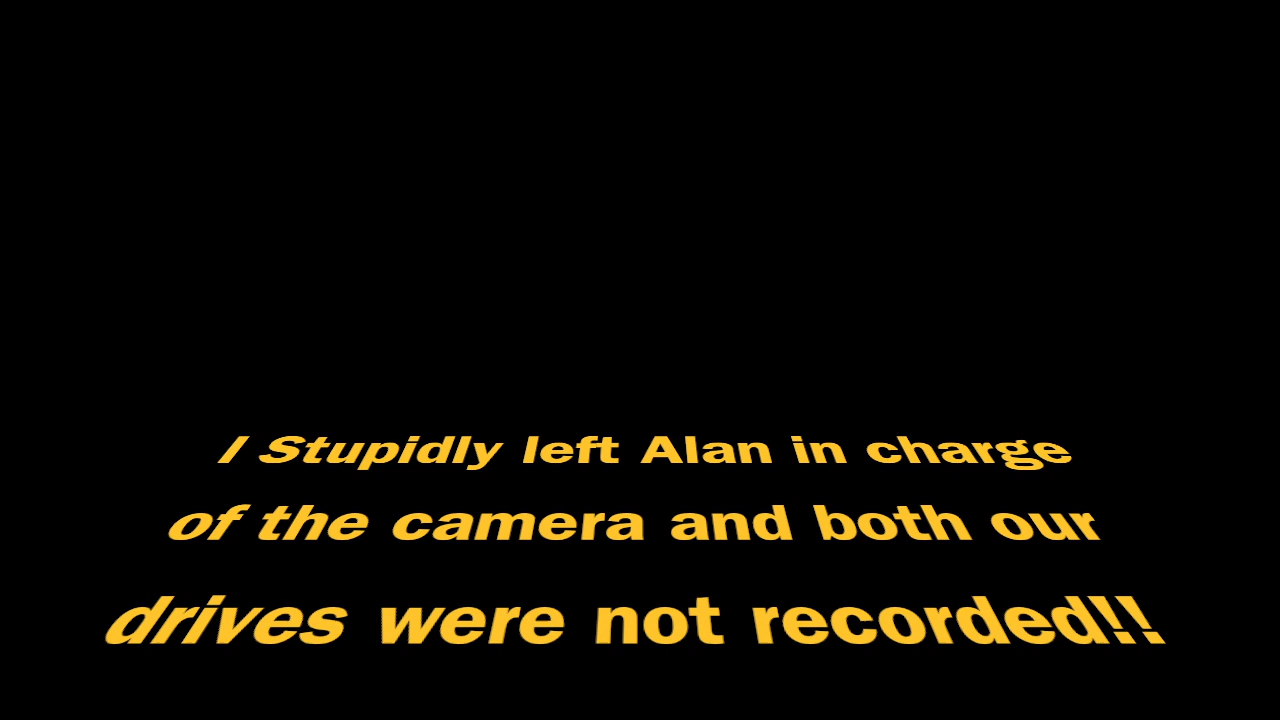 I Stupidly left Alan in charge
of the camera and both our
drives were not recorded!!